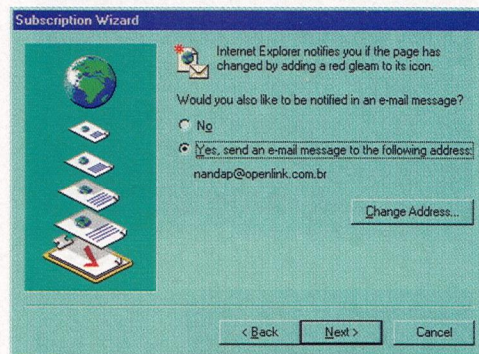 Subscription Wizard
Internet Explorer notifies you if the page has
changed by adding a red gleam to its icon.
Would you also like to be notified in an e-mail message?
No
Yes, send an e-mail message to the following address:
nandap@openlink.com.br
Change Address...
< Back
Next >
Cancel